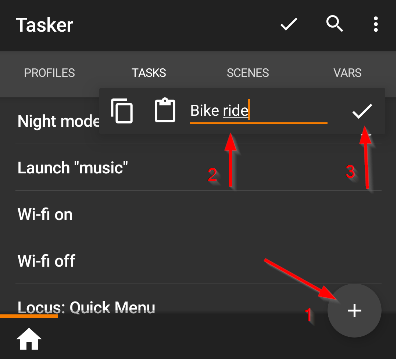 Tasker
PROFILES TASKS SCENES VARS
Bike ride
Night mode
Launch "music"
Wi-fi on
Wi-fi off
Locus: Quick Menu
2
3
1